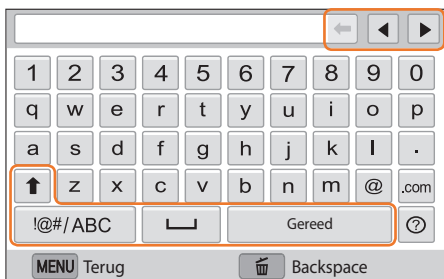 1 2 3 4 5 6 7 8 9 0
q w e r t y u i o p
a s d f g h j k l .
z x c v b n m @ .com
!@#/ABC Gereed ?
MENU Terug Backspace